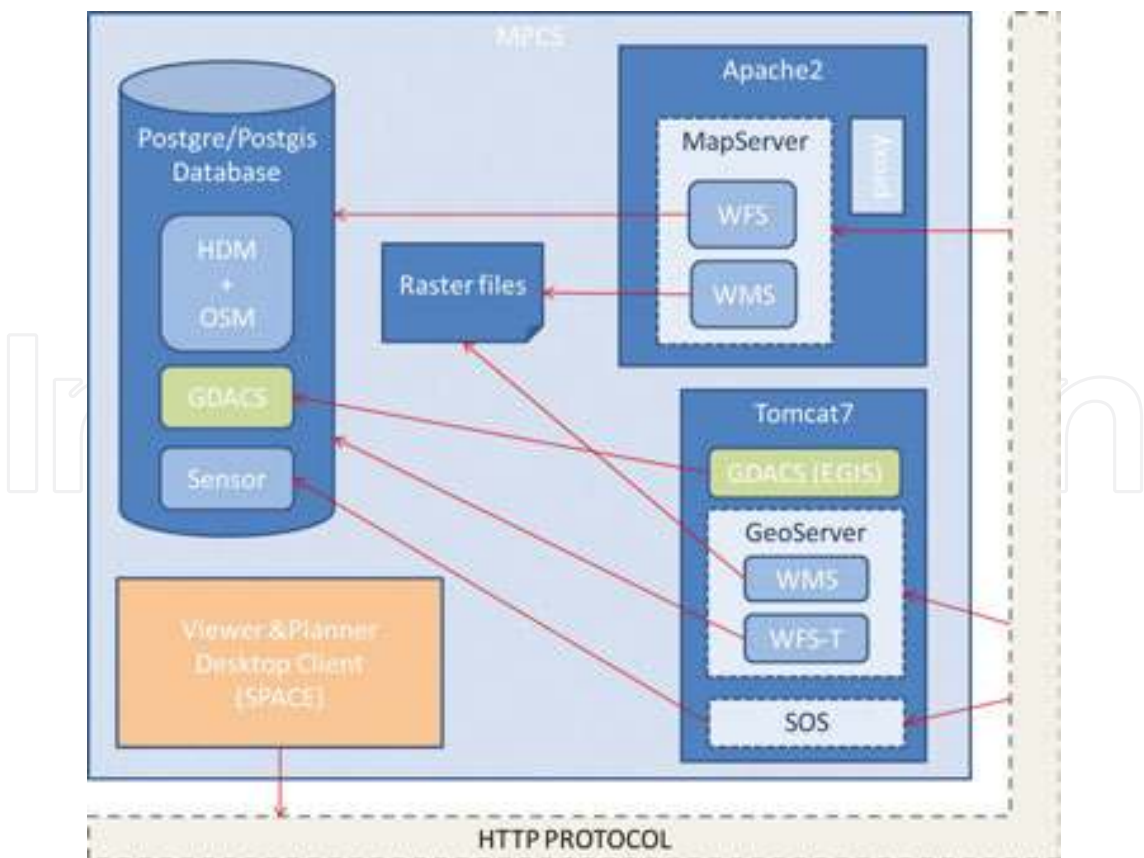 MPCS
Postgre/Postgis
Database
HDM
+
OSM
GDACS
Sensor
Raster files
Apache2
MapServer
WFS
WMS
proxy
Tomcat7
GDACS (EGIS)
GeoServer
WMS
WFS-T
SOS
Viewer &Planner
Desktop Client
(SPACE)
HTTP PROTOCOL